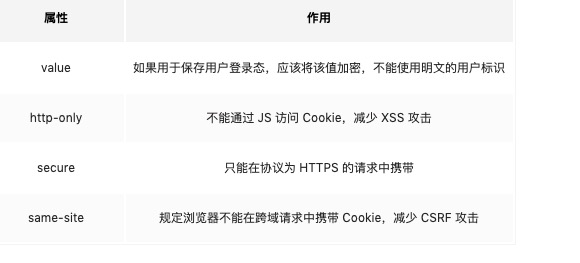 属性 作用
value 如果用于保存用户登录态，应该将该值加密，不能使用明文的用户标识
http-only 不能通过 JS 访问 Cookie，减少 XSS 攻击
secure 只能在协议为 HTTPS 的请求中携带
same-site 规定浏览器不能在跨域请求中携带 Cookie，减少 CSRF 攻击